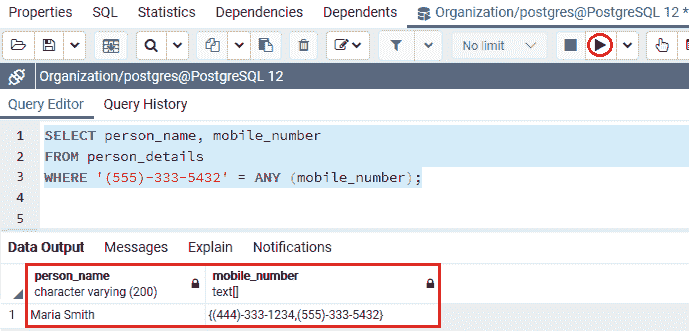 Properties SQL Statistics Dependencies Dependents Organization/postgres@PostgreSQL 12 *
No limit
Organization/postgres@PostgreSQL 12
Query Editor Query History
1 SELECT person_name, mobile_number
2 FROM person_details
3 WHERE '(555)-333-5432' = ANY (mobile_number);
4
5
Data Output Messages Explain Notifications
person_name mobile_number
character varying (200) text[]
1 Maria Smith {(444)-333-1234,(555)-333-5432}